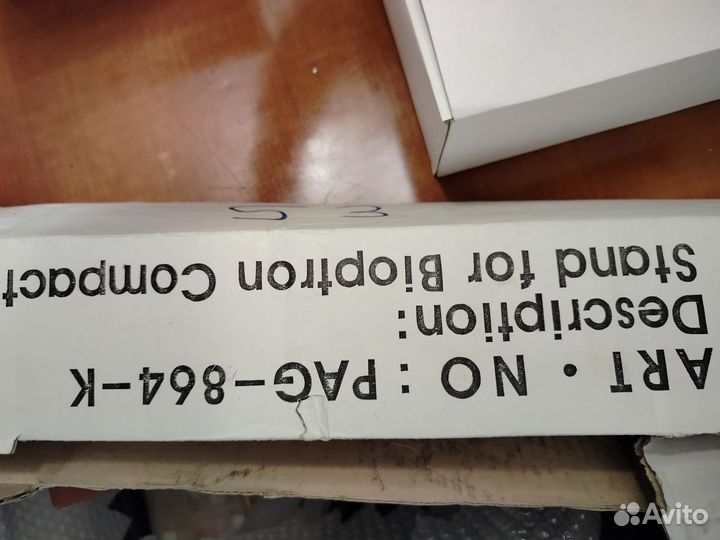 ART. NO : PAG-864-K
Description:
Stand for Bioptron Compact
Avito